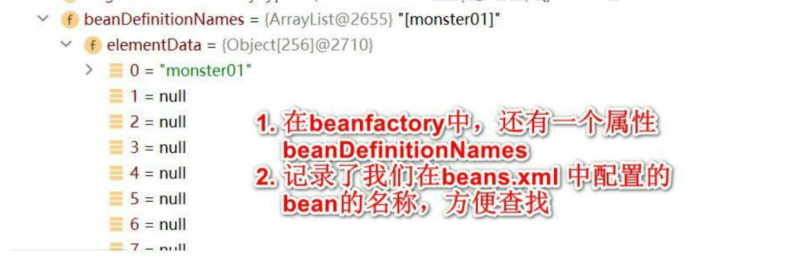 beanDefinitionNames = {ArrayList@2655} "[monster01]"
elementData = {Object[256]@2710}
0 = "monster01"
1 = null
2 = null
3 = null
4 = null
5 = null
6 = null
7 = null
1. 在beanfactory中，还有一个属性
beanDefinitionNames
2. 记录了我们在beans.xml 中配置的
bean的名称，方便查找